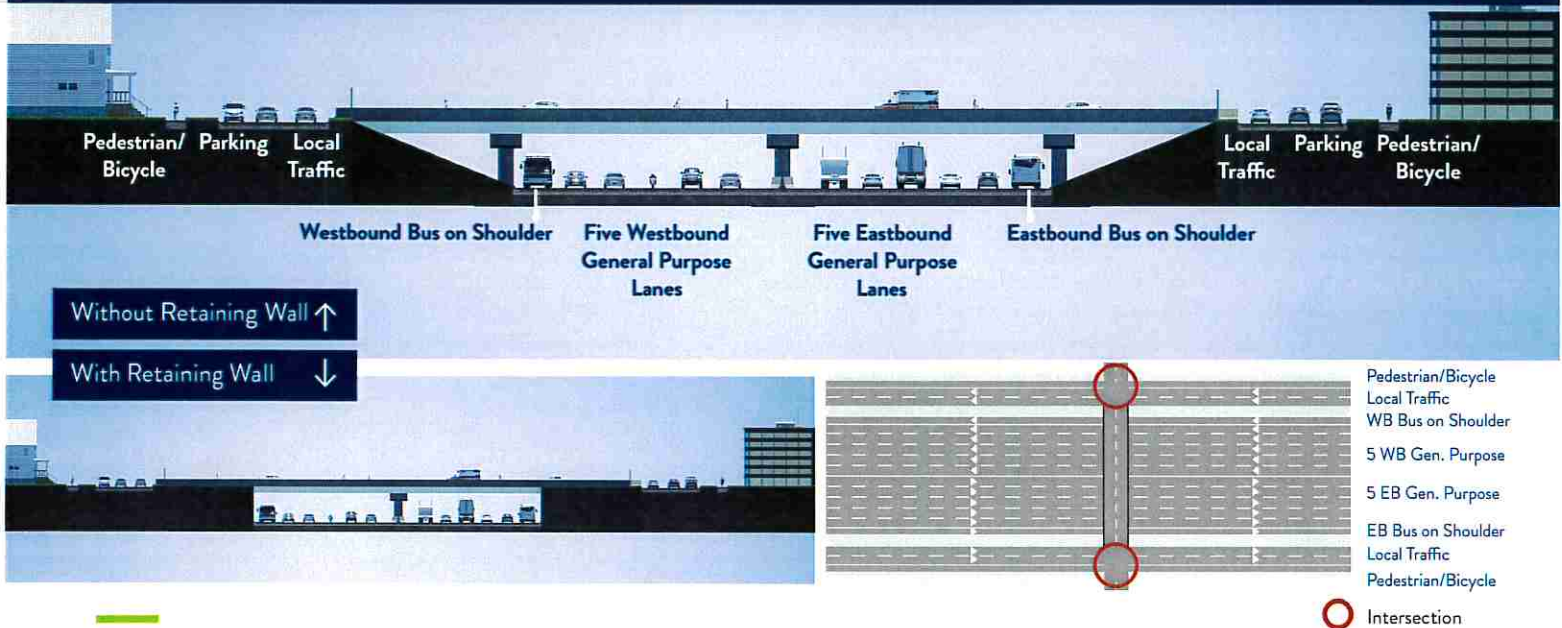 Pedestrian/
Bicycle
Parking
Local
Traffic
Local
Traffic
Parking
Pedestrian/
Bicycle
Westbound Bus on Shoulder
Five Westbound
General Purpose
Lanes
Five Eastbound
General Purpose
Lanes
Eastbound Bus on Shoulder
Without Retaining Wall ↑
With Retaining Wall ↓
Pedestrian/Bicycle
Local Traffic
WB Bus on Shoulder
5 WB Gen. Purpose
5 EB Gen. Purpose
EB Bus on Shoulder
Local Traffic
Pedestrian/Bicycle
Intersection